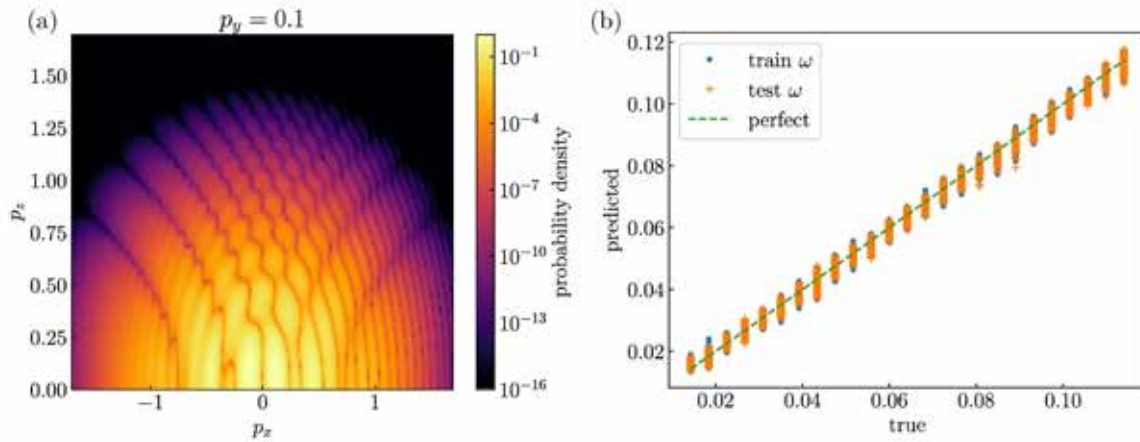 (a)
p_y = 0.1
p_z
1.50
1.25
1.00
0.75
0.50
0.25
0.00
−1
0
1
p_x
10^−1
10^−4
10^−7
10^−10
10^−13
10^−16
probability density
(b)
train ω
test ω
perfect
predicted
0.12
0.10
0.08
0.06
0.04
0.02
0.02
0.04
0.06
0.08
0.10
true